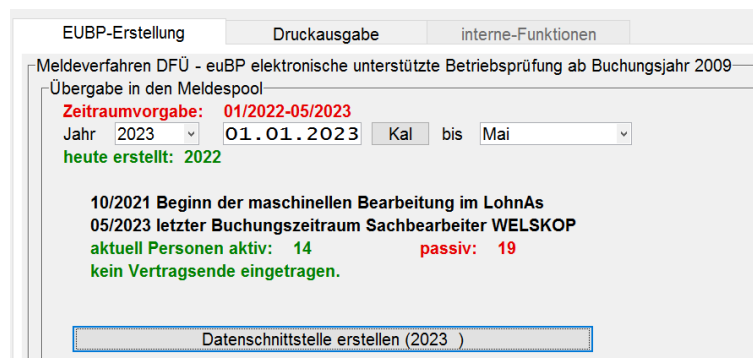 EUBP-Erstellung Druckausgabe interne-Funktionen
Meldeverfahren DFÜ - euBP elektronische unterstützte Betriebsprüfung ab Buchungsjahr 2009
Übergabe in den Meldespool
Zeitraumvorgabe: 01/2022-05/2023
Jahr 2023 01.01.2023 Kal bis Mai
heute erstellt: 2022
10/2021 Beginn der maschinellen Bearbeitung im LohnAs
05/2023 letzter Buchungszeitraum Sachbearbeiter WELSKOP
aktuell Personen aktiv: 14 passiv: 19
kein Vertragsende eingetragen.
Datenschnittstelle erstellen (2023 )